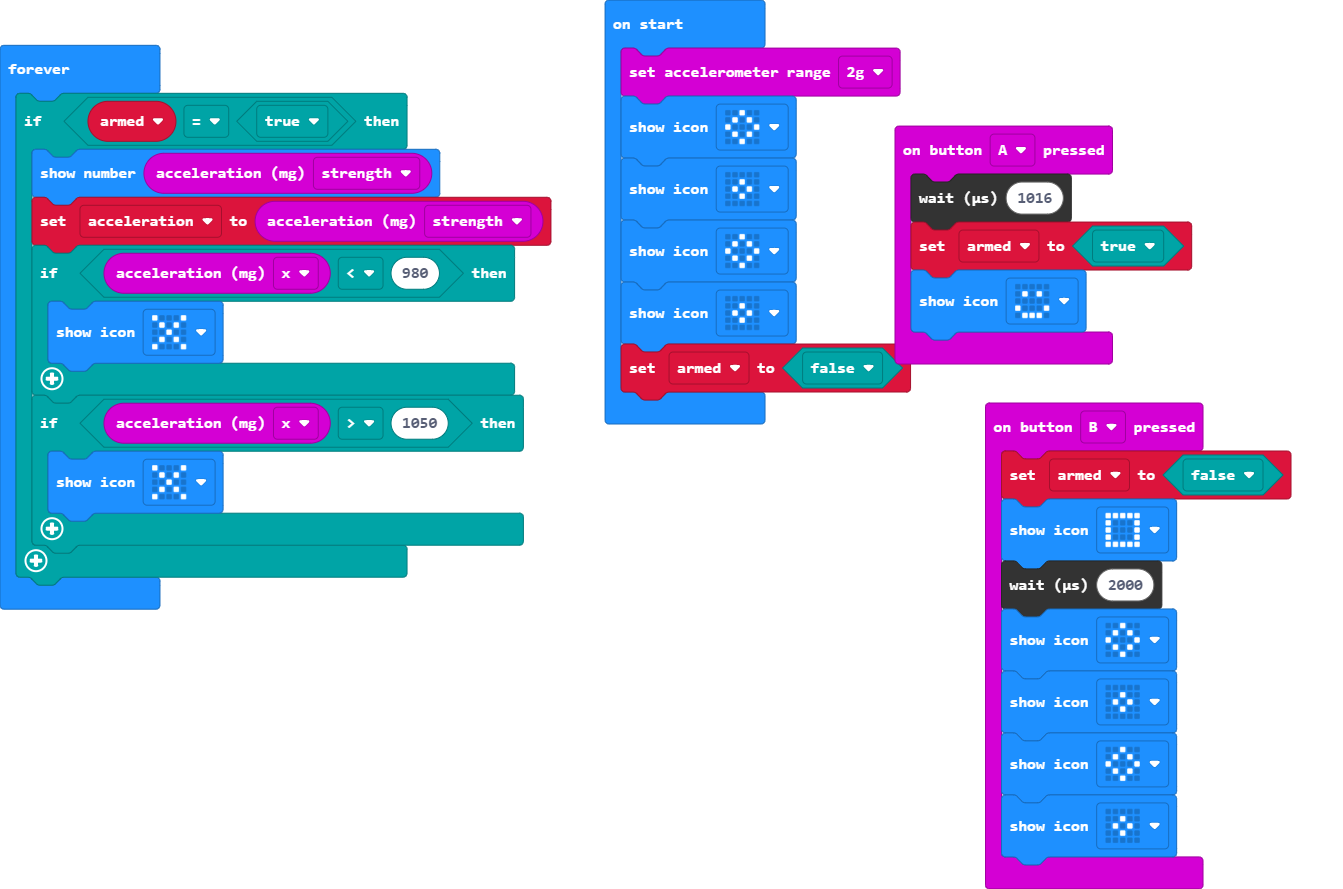 forever
if armed = true then
show number acceleration (mg) strength
set acceleration to acceleration (mg) strength
if acceleration (mg) x < 980 then
show icon
if acceleration (mg) x > 1050 then
show icon
on start
set accelerometer range 2g
show icon
show icon
show icon
show icon
set armed to false
on button A pressed
wait (µs) 1016
set armed to true
show icon
on button B pressed
set armed to false
show icon
wait (µs) 2000
show icon
show icon
show icon
show icon